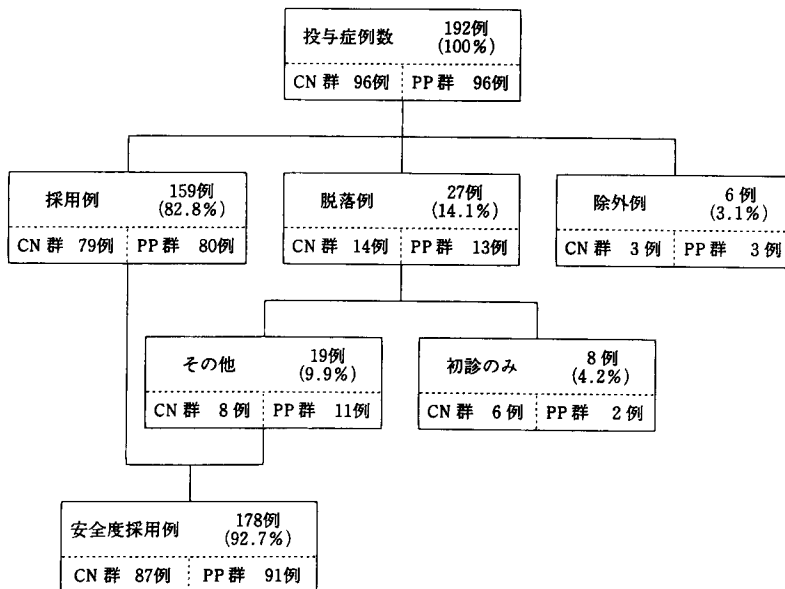 投与症例数 192例
(100%)
CN群 96例 PP群 96例
採用例 159例
(82.8%)
CN群 79例 PP群 80例
脱落例 27例
(14.1%)
CN群 14例 PP群 13例
除外例 6例
(3.1%)
CN群 3例 PP群 3例
その他 19例
(9.9%)
CN群 8例 PP群 11例
初診のみ 8例
(4.2%)
CN群 6例 PP群 2例
安全度採用例 178例
(92.7%)
CN群 87例 PP群 91例